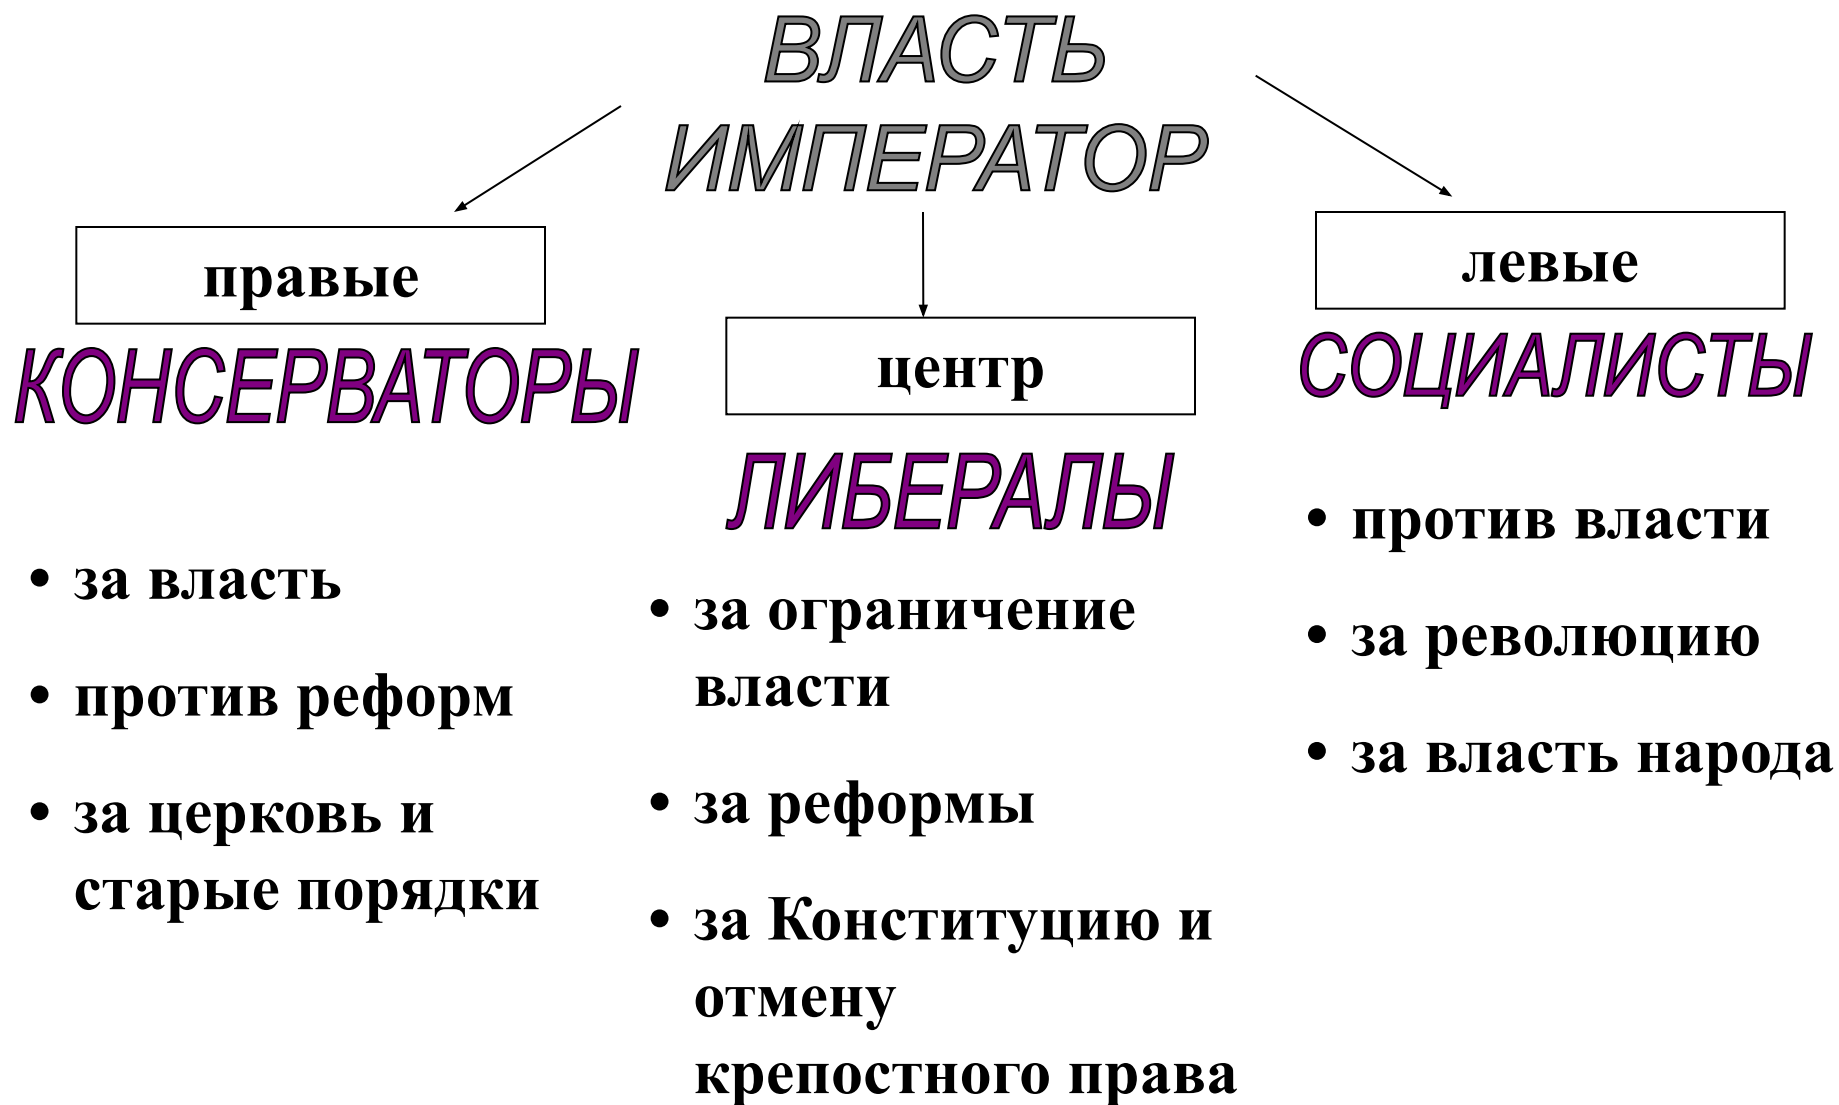 ВЛАСТЬ
ИМПЕРАТОР
правые
КОНСЕРВАТОРЫ
• за власть
• против реформ
• за церковь и
старые порядки
центр
ЛИБЕРАЛЫ
• за ограничение
власти
• за реформы
• за Конституцию и
отмену
крепостного права
левые
СОЦИАЛИСТЫ
• против власти
• за революцию
• за власть народа